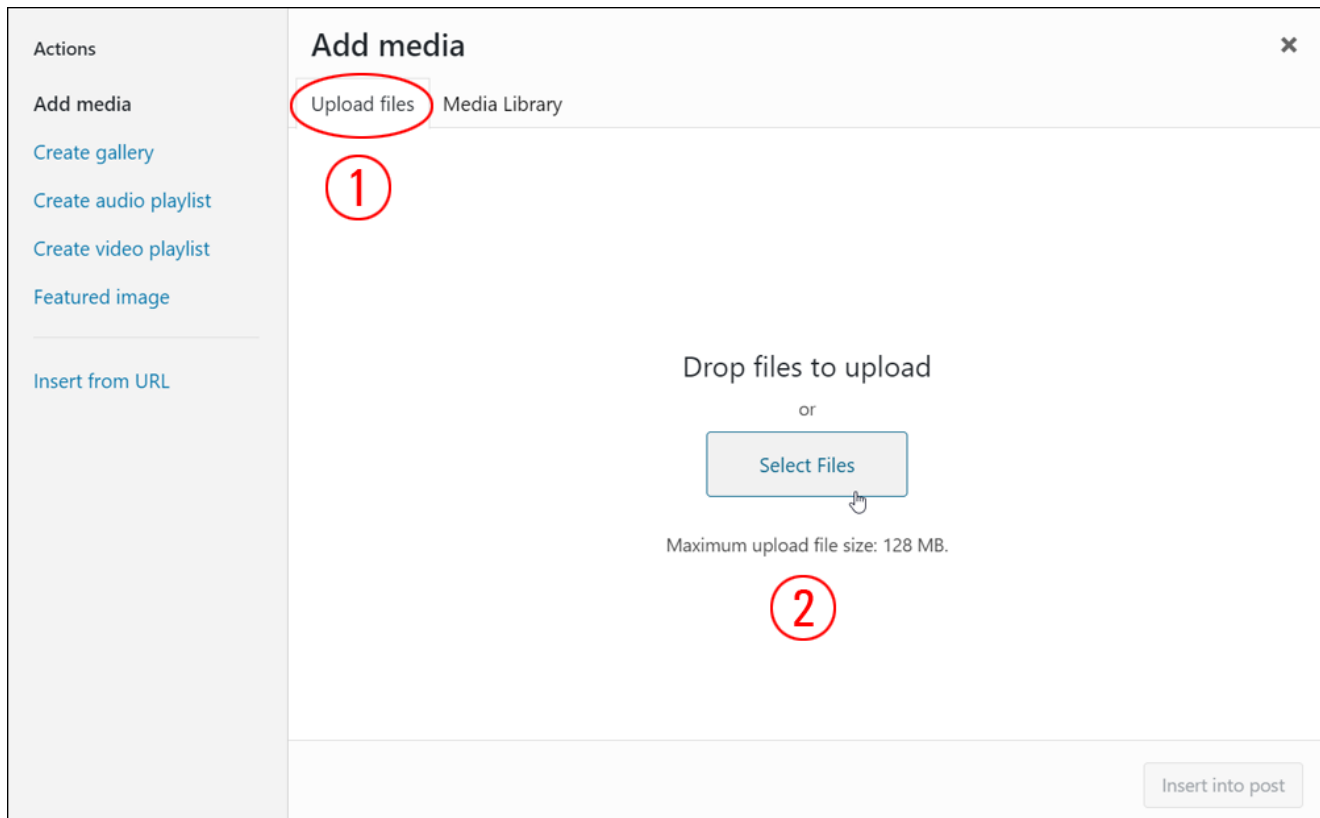 Actions
Add media
Create gallery
Create audio playlist
Create video playlist
Featured image
Insert from URL
Add media
Upload files
Media Library
1
Drop files to upload
or
Select Files
Maximum upload file size: 128 MB.
2
Insert into post